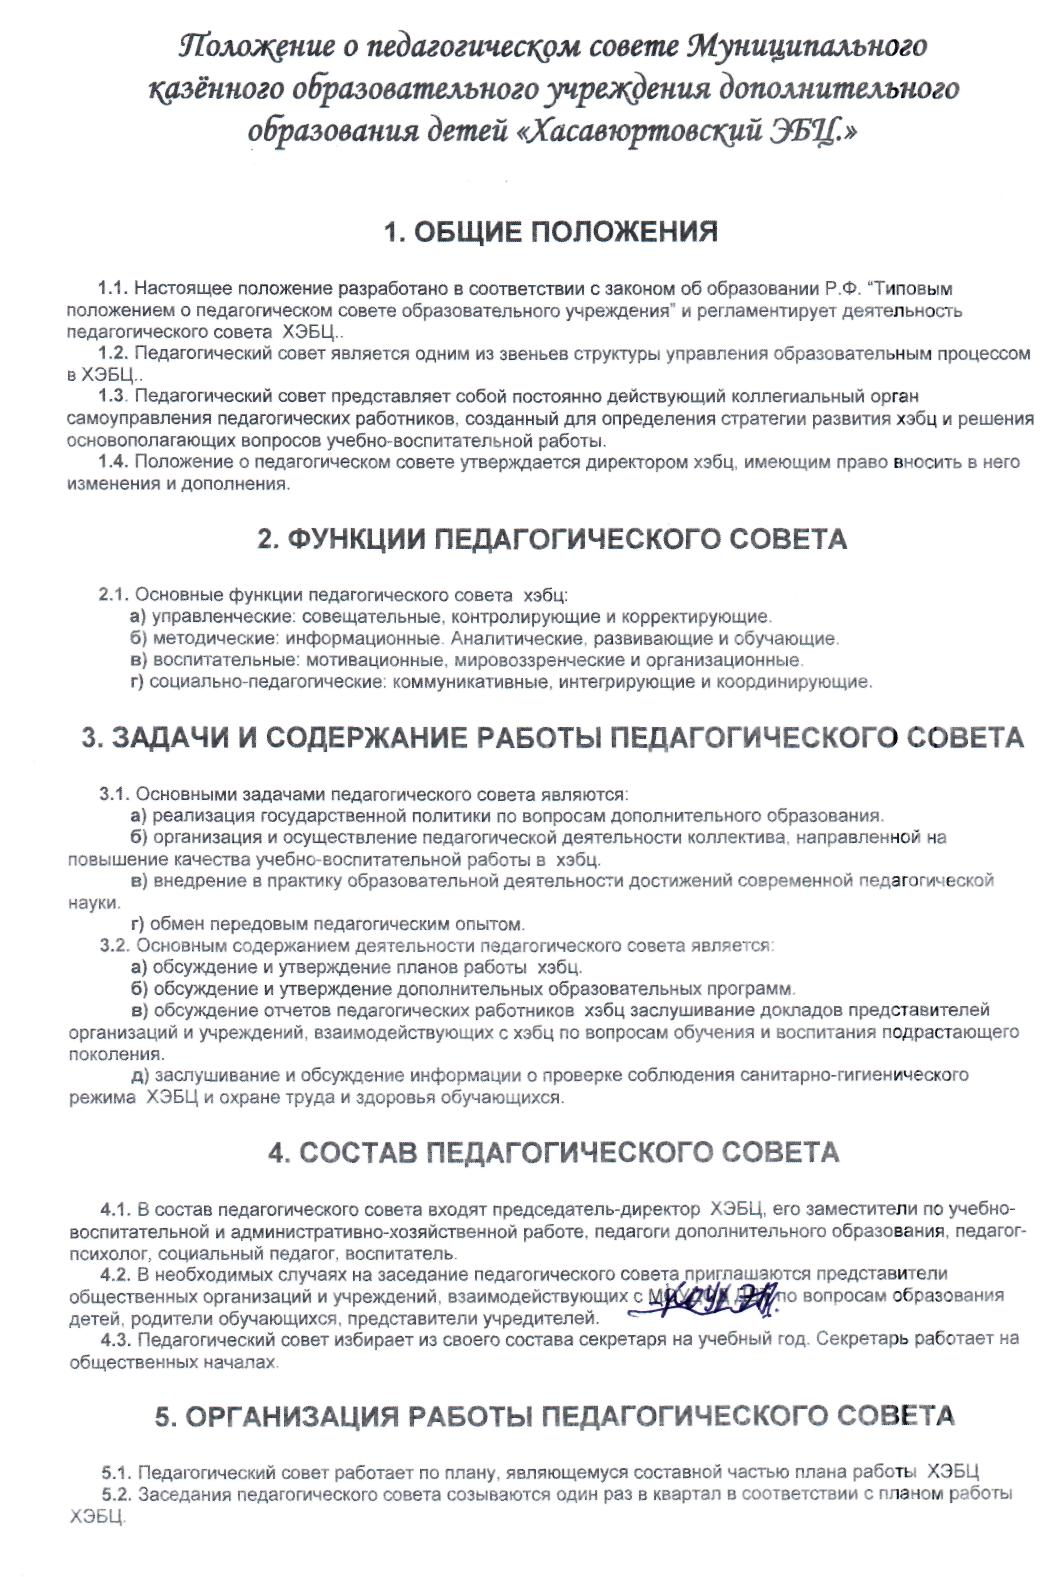 Положение о педагогическом совете Муниципального
казённого образовательного учреждения дополнительного
образования детей «Хасавюртовский ЭБЦ.»
1. ОБЩИЕ ПОЛОЖЕНИЯ
1.1. Настоящее положение разработано в соответствии с законом об образовании Р.Ф. “Типовым
положением о педагогическом совете образовательного учреждения” и регламентирует деятельность
педагогического совета ХЭБЦ..
1.2. Педагогический совет является одним из звеньев структуры управления образовательным процессом
в ХЭБЦ..
1.3. Педагогический совет представляет собой постоянно действующий коллегиальный орган
самоуправления педагогических работников, созданный для определения стратегии развития хэбц и решения
основополагающих вопросов учебно-воспитательной работы.
1.4. Положение о педагогическом совете утверждается директором хэбц, имеющим право вносить в него
изменения и дополнения.
2. ФУНКЦИИ ПЕДАГОГИЧЕСКОГО СОВЕТА
2.1. Основные функции педагогического совета хэбц:
а) управленческие: совещательные, контролирующие и корректирующие.
б) методические: информационные. Аналитические, развивающие и обучающие.
в) воспитательные: мотивационные, мировоззренческие и организационные.
г) социально-педагогические: коммуникативные, интегрирующие и координирующие.
3. ЗАДАЧИ И СОДЕРЖАНИЕ РАБОТЫ ПЕДАГОГИЧЕСКОГО СОВЕТА
3.1. Основными задачами педагогического совета являются:
а) реализация государственной политики по вопросам дополнительного образования.
б) организация и осуществление педагогической деятельности коллектива, направленной на
повышение качества учебно-воспитательной работы в хэбц.
в) внедрение в практику образовательной деятельности достижений современной педагогической
науки.
г) обмен передовым педагогическим опытом.
3.2. Основным содержанием деятельности педагогического совета является:
а) обсуждение и утверждение планов работы хэбц.
б) обсуждение и утверждение дополнительных образовательных программ.
в) обсуждение отчетов педагогических работников хэбц заслушивание докладов представителей
организаций и учреждений, взаимодействующих с хэбц по вопросам обучения и воспитания подрастающего
поколения.
д) заслушивание и обсуждение информации о проверке соблюдения санитарно-гигиенического
режима ХЭБЦ и охране труда и здоровья обучающихся.
4. СОСТАВ ПЕДАГОГИЧЕСКОГО СОВЕТА
4.1. В состав педагогического совета входят председатель-директор ХЭБЦ, его заместители по учебно-
воспитательной и административно-хозяйственной работе, педагоги дополнительного образования, педагог-
психолог, социальный педагог, воспитатель.
4.2. В необходимых случаях на заседание педагогического совета приглашаются представители
общественных организаций и учреждений, взаимодействующих с по вопросам образования
детей, родители обучающихся, представители учредителей.
4.3. Педагогический совет избирает из своего состава секретаря на учебный год. Секретарь работает на
общественных началах.
5. ОРГАНИЗАЦИЯ РАБОТЫ ПЕДАГОГИЧЕСКОГО СОВЕТА
5.1. Педагогический совет работает по плану, являющемуся составной частью плана работы ХЭБЦ
5.2. Заседания педагогического совета созываются один раз в квартал в соответствии с планом работы
ХЭБЦ.